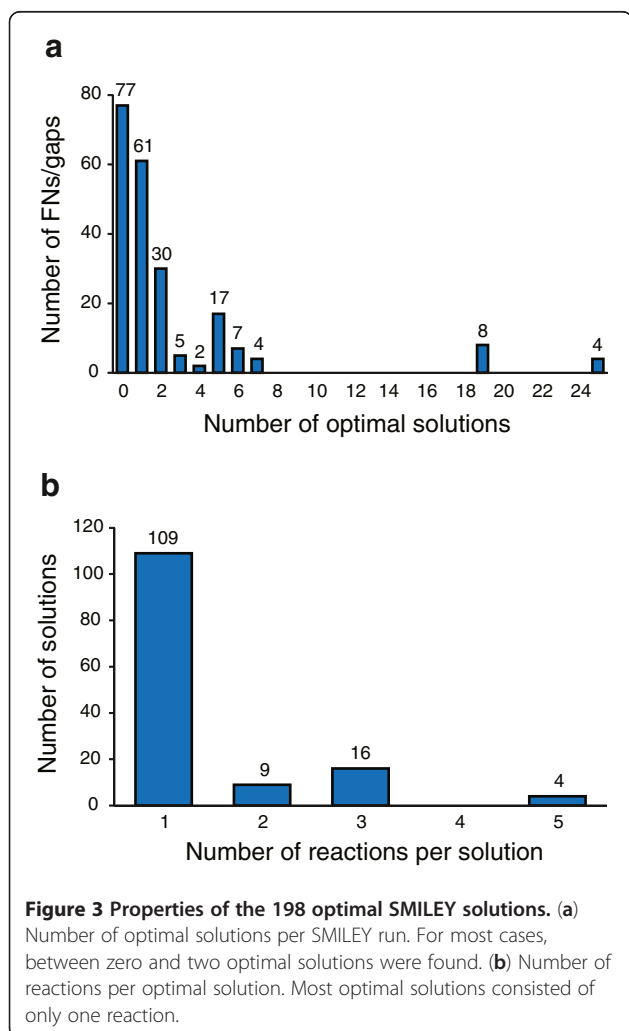 a
Number of FNs/gaps
80
60
40
20
0
77
61
30
5
2
17
7
4
8
4
0 2 4 6 8 10 12 14 16 18 20 22 24
Number of optimal solutions
b
Number of solutions
120
100
80
60
40
20
0
109
9
16
4
1 2 3 4 5
Number of reactions per solution
Figure 3 Properties of the 198 optimal SMILEY solutions. (a)
Number of optimal solutions per SMILEY run. For most cases,
between zero and two optimal solutions were found. (b) Number of
reactions per optimal solution. Most optimal solutions consisted of
only one reaction.